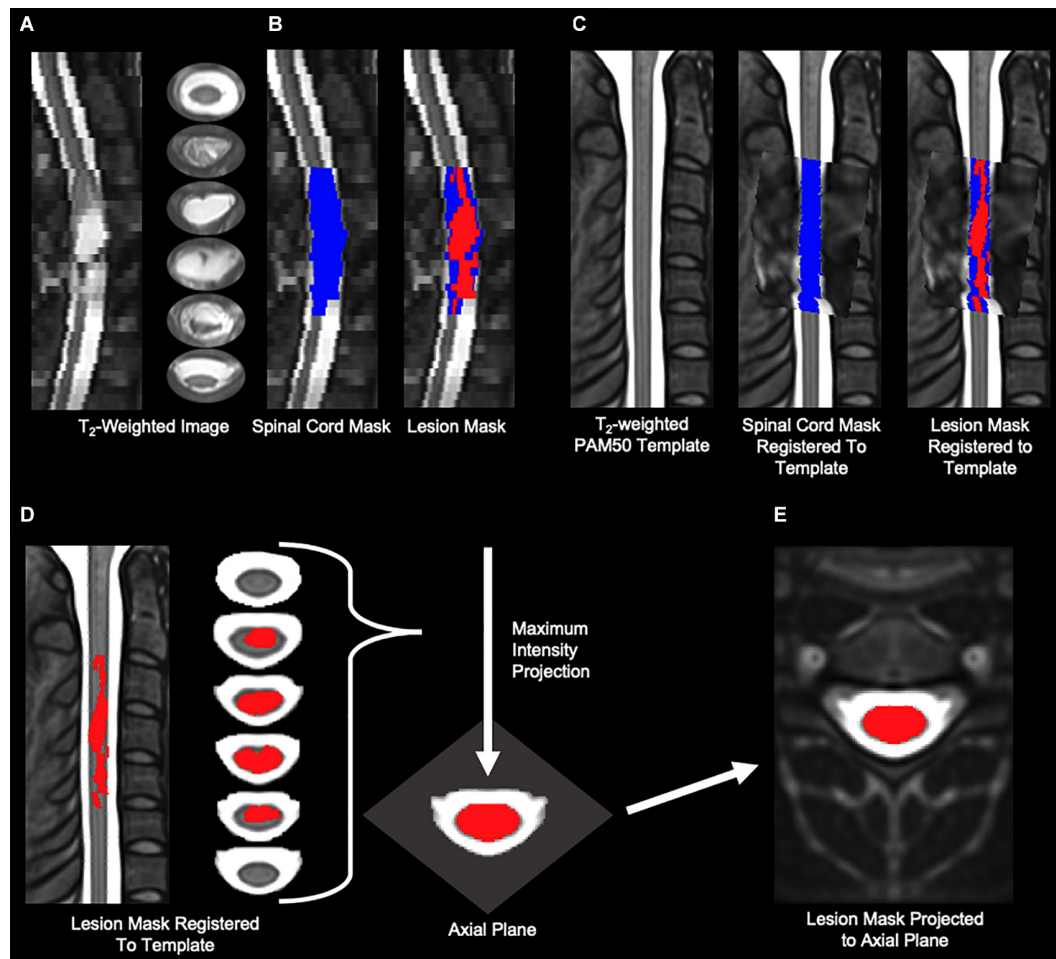 A
B
C
T₂-Weighted Image
Spinal Cord Mask
Lesion Mask
T₂-weighted
PAM50 Template
Spinal Cord Mask
Registered To
Template
Lesion Mask
Registered to
Template
D
E
Maximum
Intensity
Projection
Lesion Mask Registered
To Template
Axial Plane
Lesion Mask Projected
to Axial Plane